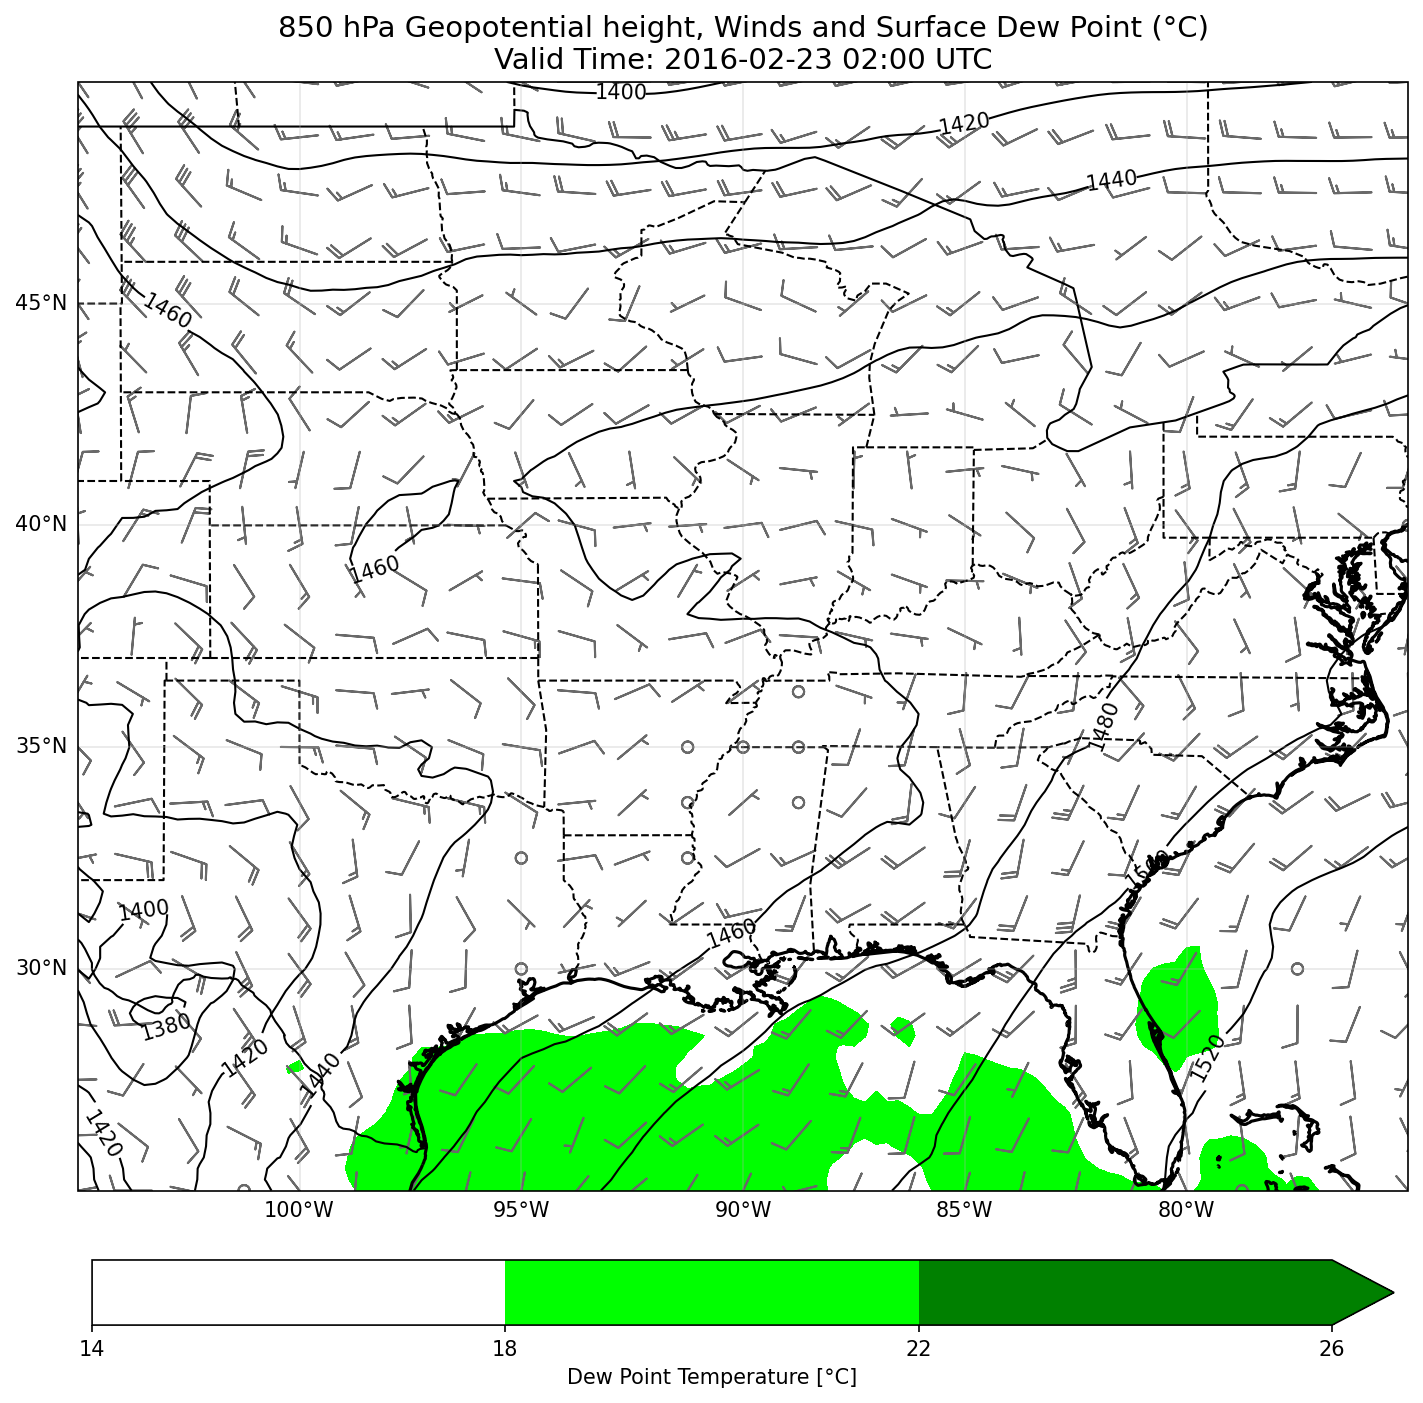 850 hPa Geopotential height, Winds and Surface Dew Point (°C)
Valid Time: 2016-02-23 02:00 UTC
1400
1420
1440
45°N
1460
40°N
1460
35°N
1480
1460
1400
30°N
1380
1420
1440
1520
1420
100°W
95°W
90°W
85°W
80°W
14
18
22
26
Dew Point Temperature [°C]